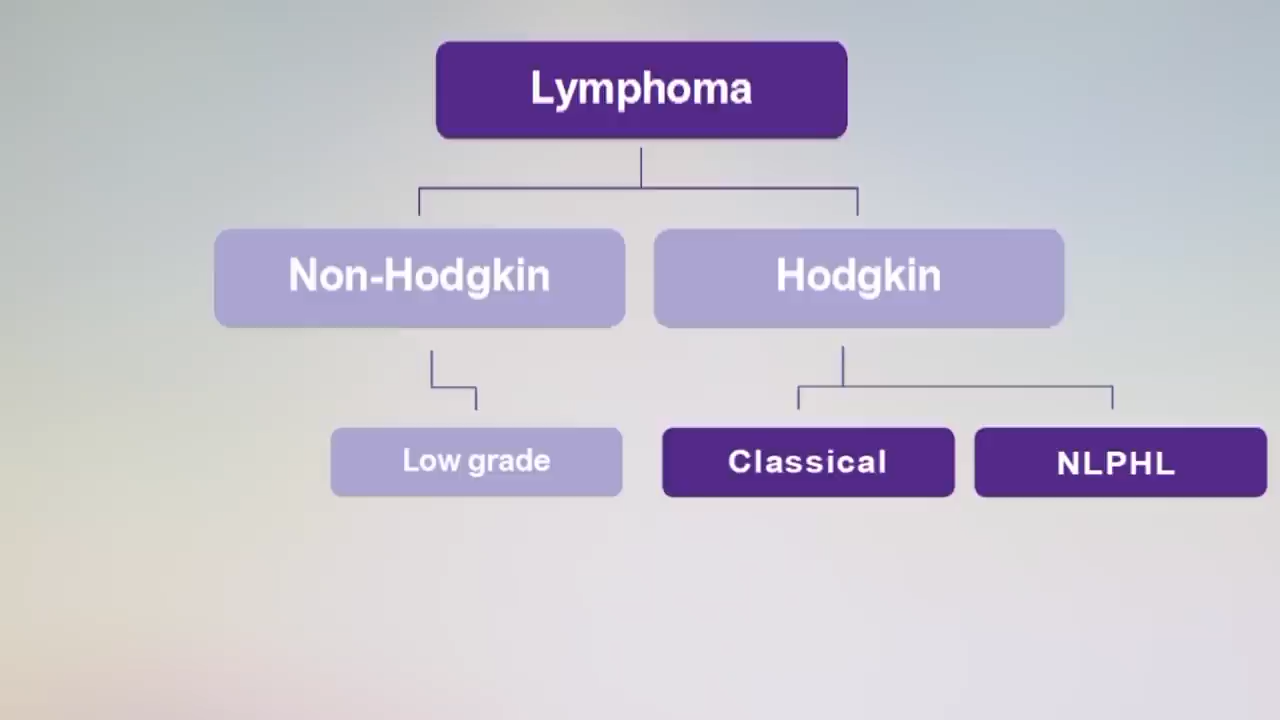 Lymphoma
Non-Hodgkin
Hodgkin
Low grade
Classical
NLPHL